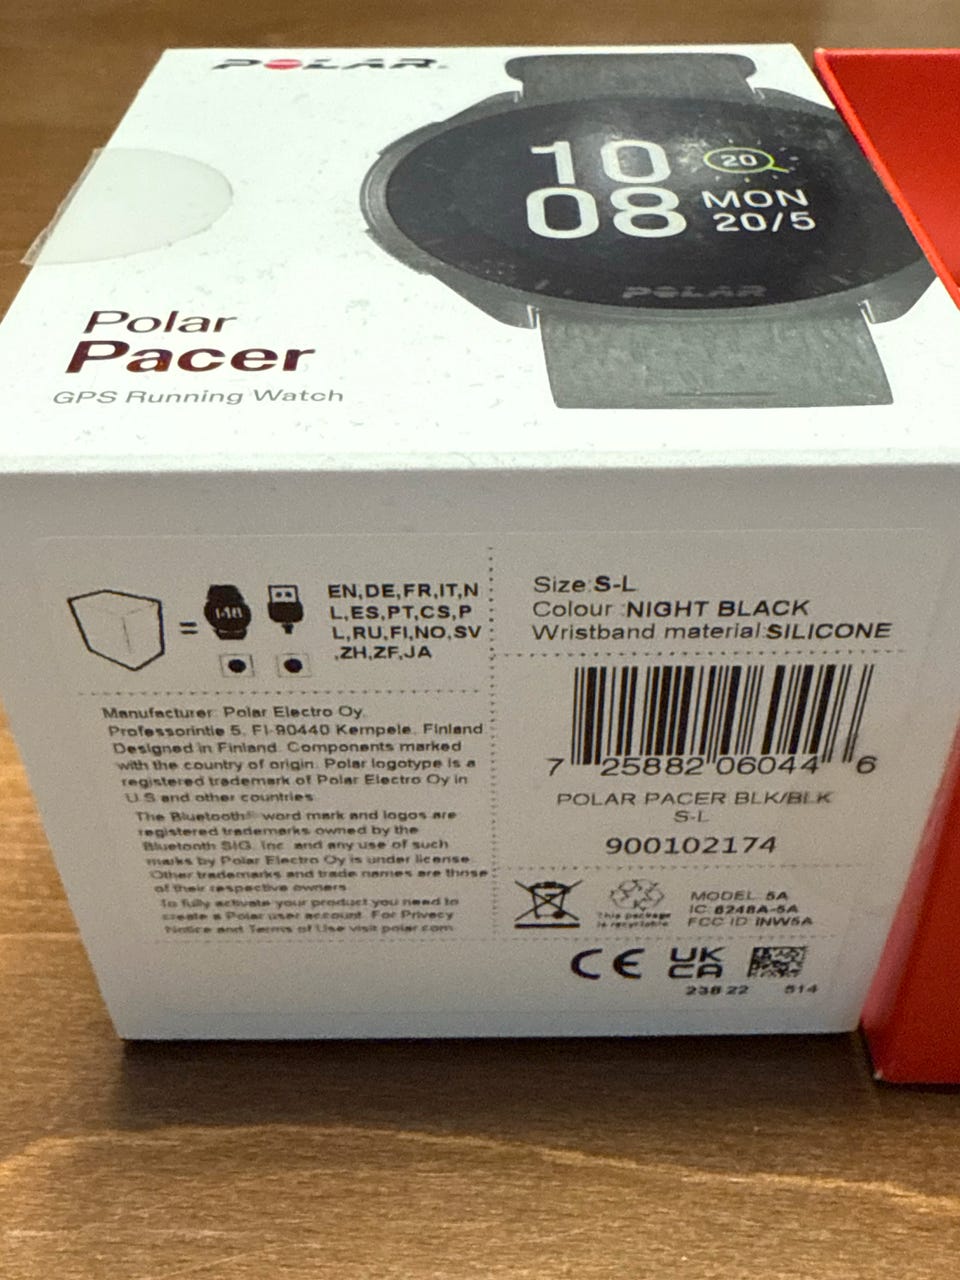 POLAR.
10
08
20
MON
20/5
POLAR
Polar
Pacer
GPS Running Watch
EN,DE,FR,IT,N
L,ES,PT,CS,P
L,RU,FI,NO,SV
,ZH,ZF,JA
Size:S-L
Colour :NIGHT BLACK
Wristband material:SILICONE
Manufacturer: Polar Electro Oy.
Professorintie 5, FI-90440 Kempele, Finland.
Designed in Finland. Components marked
with the country of origin. Polar logotype is a
registered trademark of Polar Electro Oy in
U.S and other countries.
The Bluetooth® word mark and logos are
registered trademarks owned by the
Bluetooth SIG, Inc. and any use of such
marks by Polar Electro Oy is under license.
Other trademarks and trade names are those
of their respective owners.
To fully activate your product you need to
create a Polar user account. For Privacy
Notice and Terms of Use visit polar.com
7 25882 06044 6
POLAR PACER BLK/BLK
S-L
900102174
This package
is recyclable
MODEL: 5A
IC: 6248A-5A
FCC ID: INW5A
CE
UK
CA
238 22
514